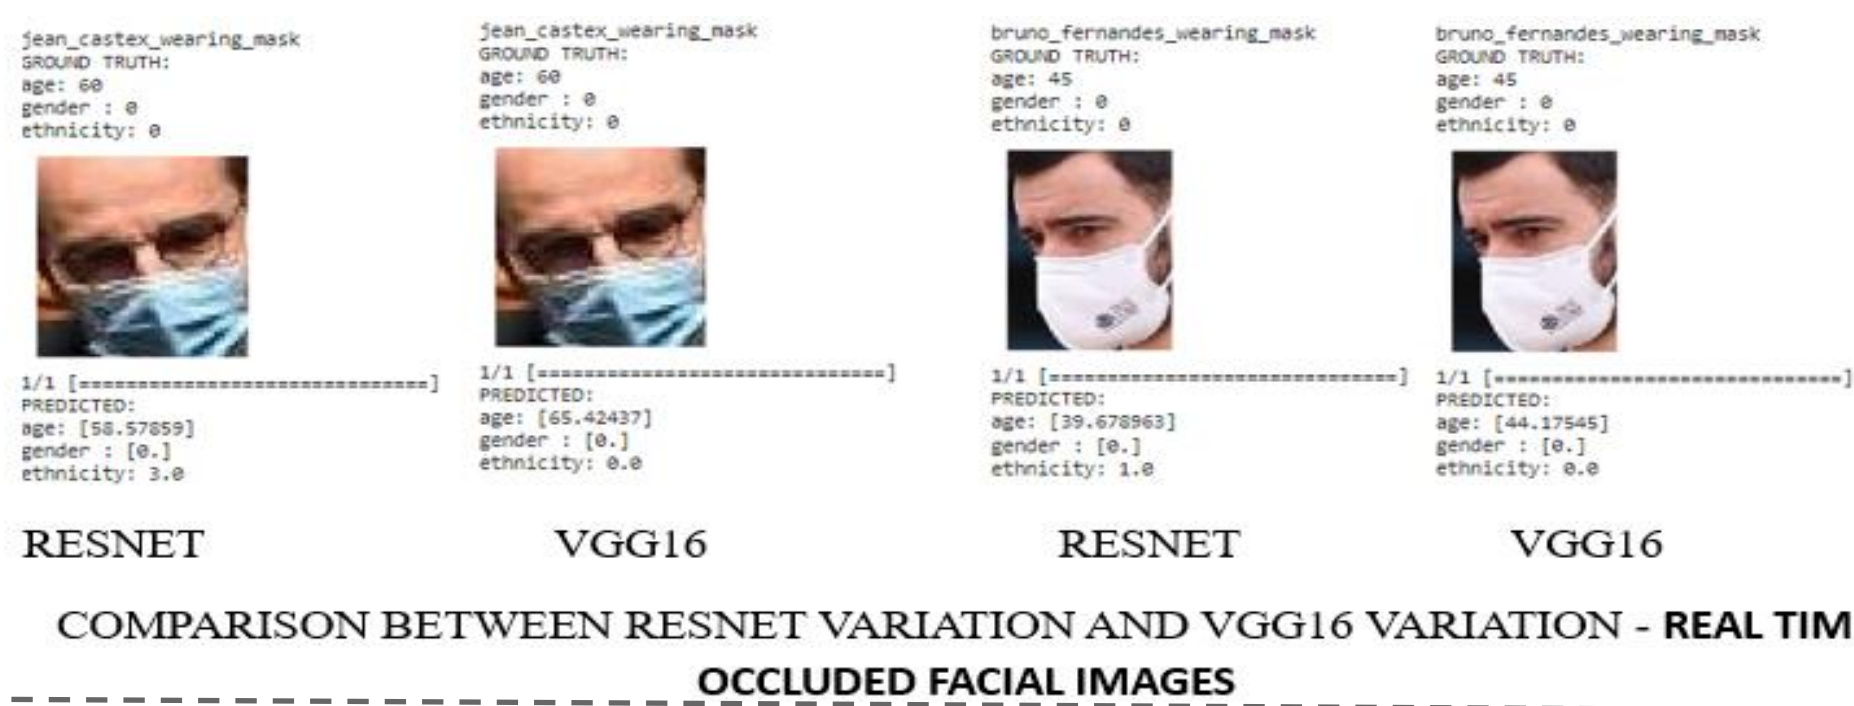 jean_castex_wearing_mask
GROUND TRUTH:
age: 60
gender : 0
ethnicity: 0
1/1 [==============================]
PREDICTED:
age: [58.57859]
gender : [0.]
ethnicity: 3.0
RESNET
jean_castex_wearing_mask
GROUND TRUTH:
age: 60
gender : 0
ethnicity: 0
1/1 [==============================]
PREDICTED:
age: [65.42437]
gender : [0.]
ethnicity: 0.0
VGG16
bruno_fernandes_wearing_mask
GROUND TRUTH:
age: 45
gender : 0
ethnicity: 0
1/1 [==============================]
PREDICTED:
age: [39.678963]
gender : [0.]
ethnicity: 1.0
RESNET
bruno_fernandes_wearing_mask
GROUND TRUTH:
age: 45
gender : 0
ethnicity: 0
1/1 [==============================]
PREDICTED:
age: [44.17545]
gender : [0.]
ethnicity: 0.0
VGG16
COMPARISON BETWEEN RESNET VARIATION AND VGG16 VARIATION - REAL TIM
OCCLUDED FACIAL IMAGES